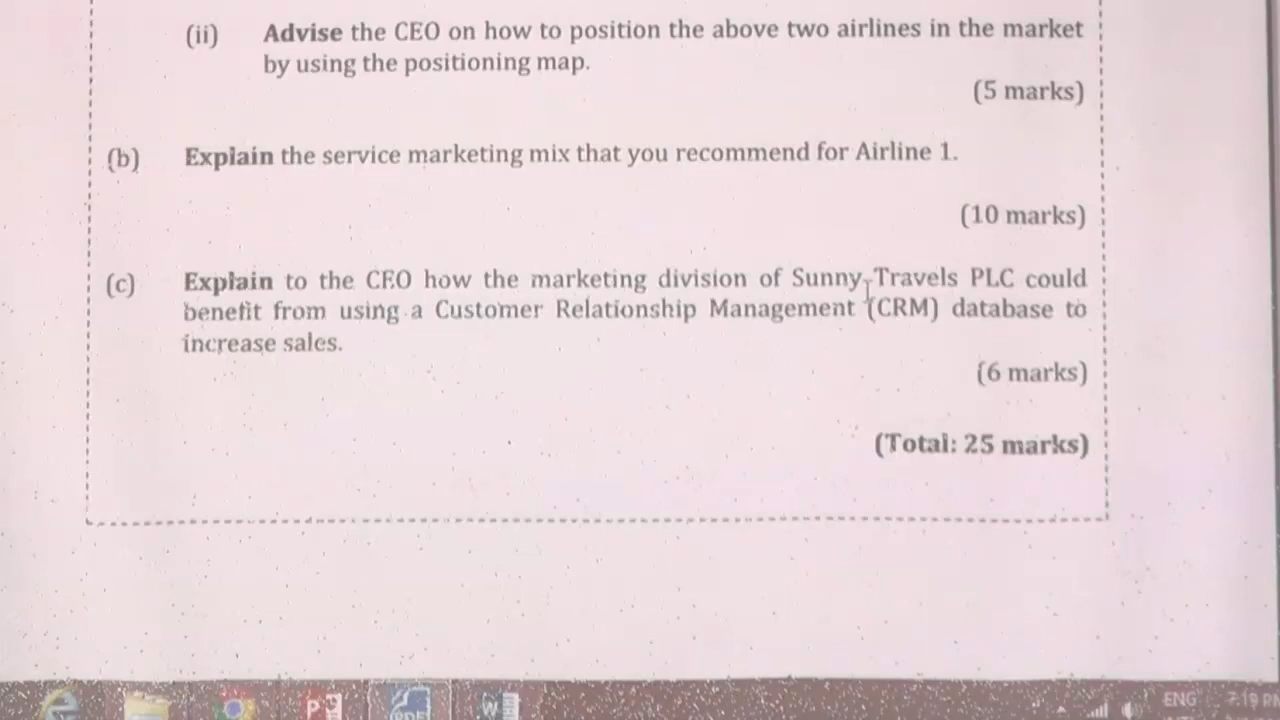 (ii) Advise the CEO on how to position the above two airlines in the market
by using the positioning map.
(5 marks)
(b) Explain the service marketing mix that you recommend for Airline 1.
(10 marks)
(c) Explain to the CEO how the marketing division of Sunny Travels PLC could
benefit from using a Customer Relationship Management (CRM) database to
increase sales.
(6 marks)
(Total: 25 marks)
ENG 7:19